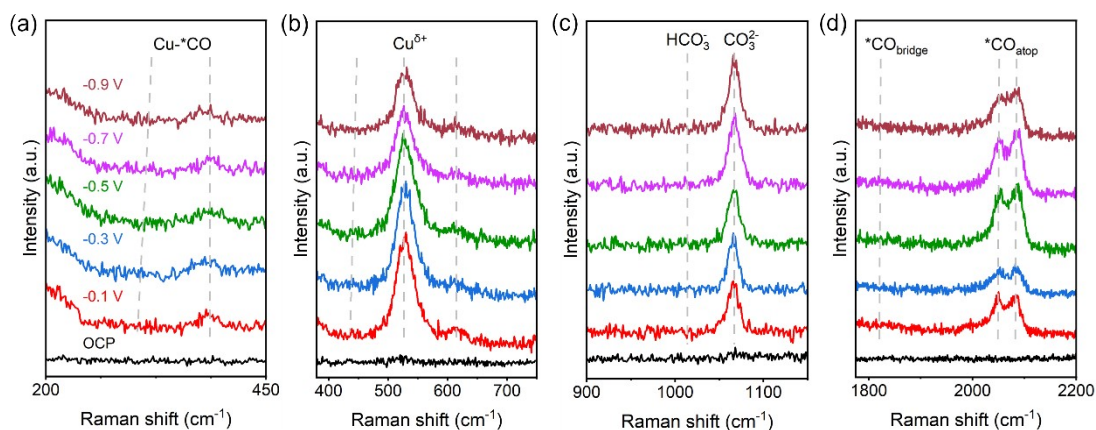 (a)
Cu-*CO
-0.9 V
-0.7 V
-0.5 V
-0.3 V
-0.1 V
OCP
Intensity (a.u.)
200
450
Raman shift (cm⁻¹)
(b)
Cu^δ+
Intensity (a.u.)
400
500
600
700
Raman shift (cm⁻¹)
(c)
HCO₃⁻
CO₃²⁻
Intensity (a.u.)
900
1000
1100
Raman shift (cm⁻¹)
(d)
*CO_bridge
*CO_atop
Intensity (a.u.)
1800
2000
2200
Raman shift (cm⁻¹)